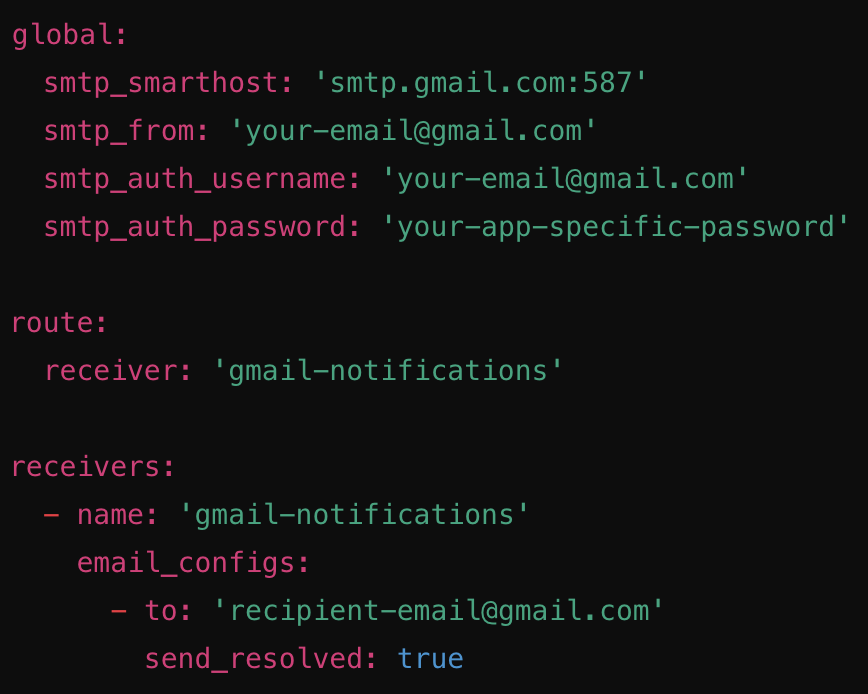 global:
  smtp_smarthost: 'smtp.gmail.com:587'
  smtp_from: 'your-email@gmail.com'
  smtp_auth_username: 'your-email@gmail.com'
  smtp_auth_password: 'your-app-specific-password'

route:
  receiver: 'gmail-notifications'

receivers:
  - name: 'gmail-notifications'
    email_configs:
      - to: 'recipient-email@gmail.com'
        send_resolved: true